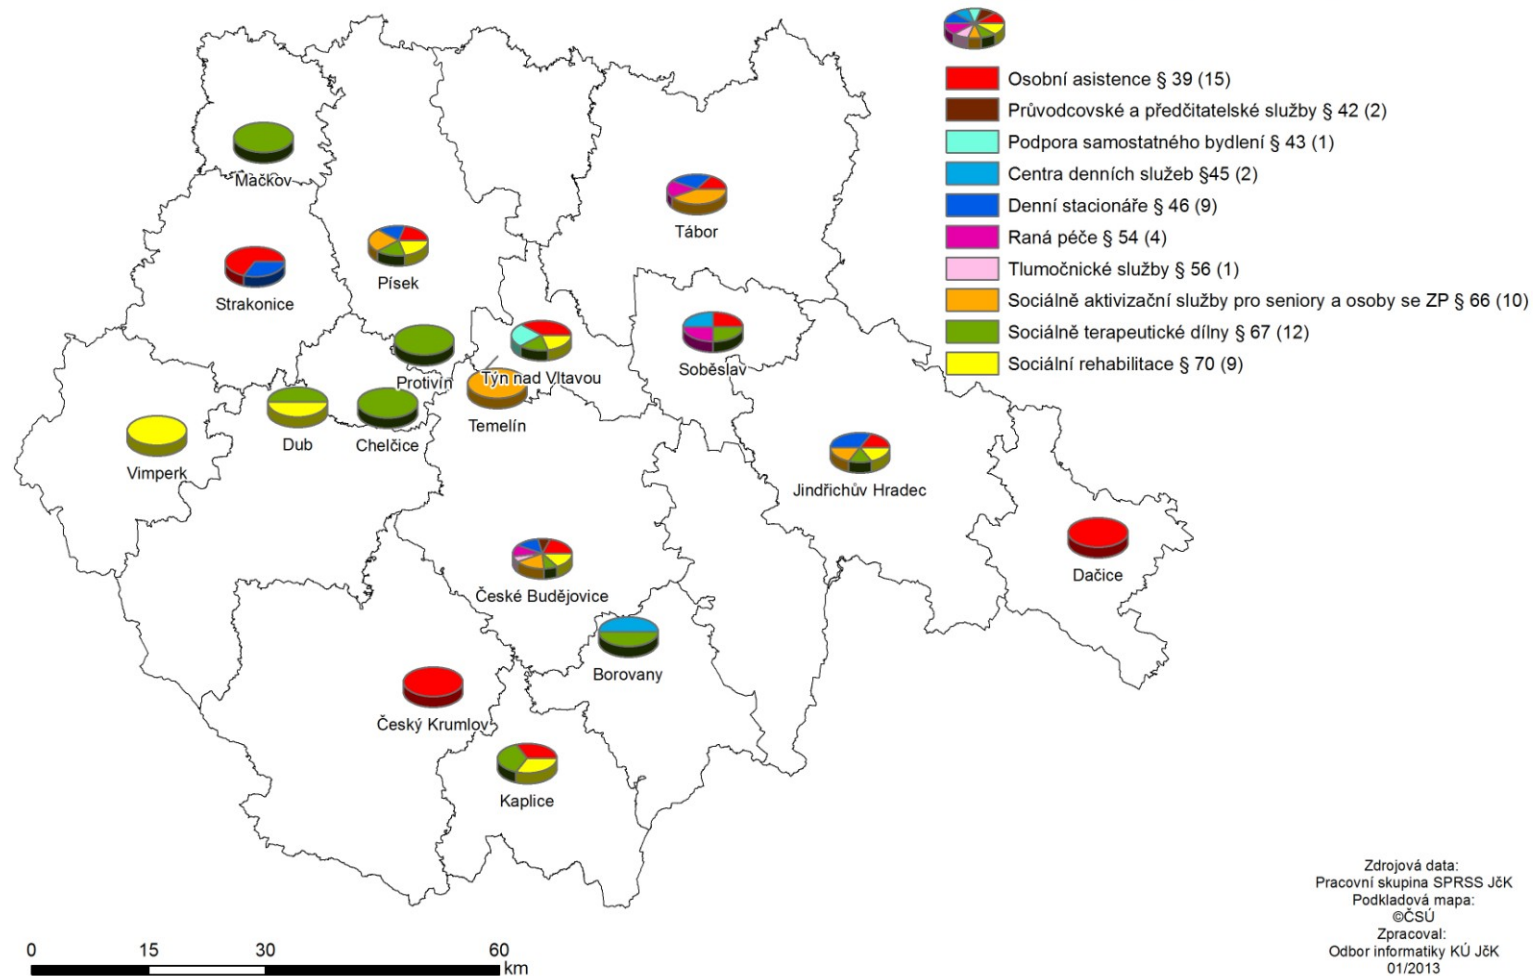 Osobní asistence § 39 (15)
Průvodcovské a předčitatelské služby § 42 (2)
Podpora samostatného bydlení § 43 (1)
Centra denních služeb §45 (2)
Denní stacionáře § 46 (9)
Raná péče § 54 (4)
Tlumočnické služby § 56 (1)
Sociálně aktivizační služby pro seniory a osoby se ZP § 66 (10)
Sociálně terapeutické dílny § 67 (12)
Sociální rehabilitace § 70 (9)
Mačkov
Tábor
Písek
Strakonice
Soběslav
Týn nad Vltavou
Protivín
Temelín
Dub
Chelčice
Vimperk
Jindřichův Hradec
Dačice
České Budějovice
Borovany
Český Krumlov
Kaplice
Zdrojová data:
Pracovní skupina SPRSS JčK
Podkladová mapa:
©ČSÚ
Zpracoval:
Odbor informatiky KÚ JčK
01/2013
0 15 30 60
km